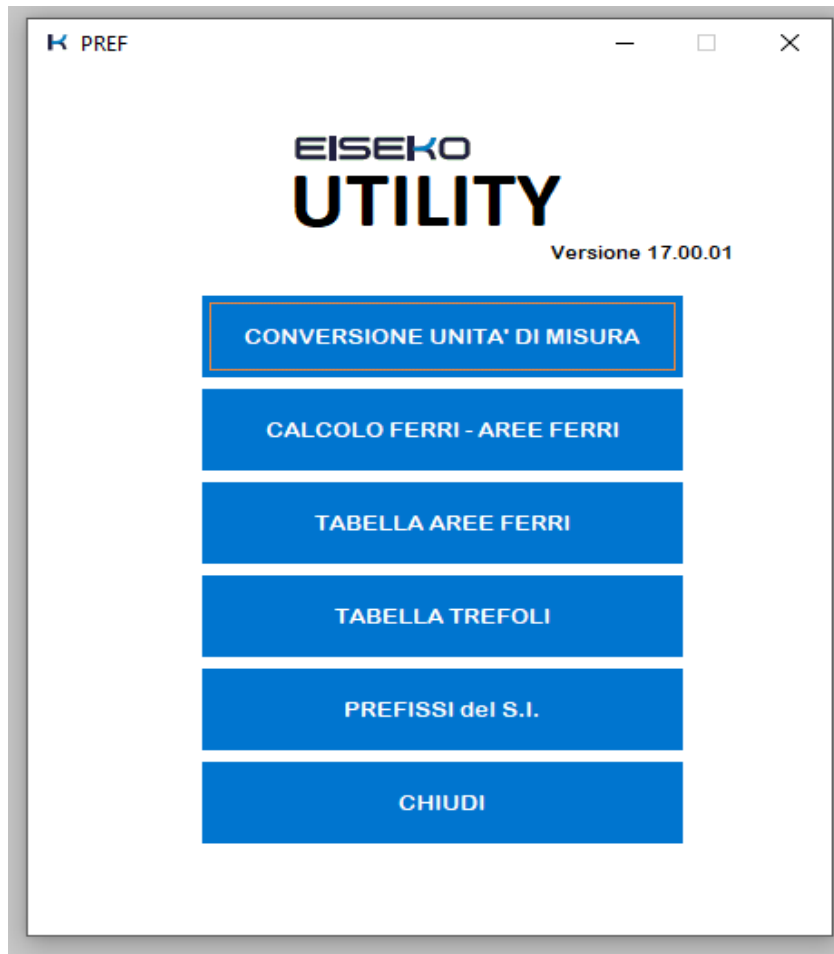 PREF
EISEKO
UTILITY
Versione 17.00.01
CONVERSIONE UNITA' DI MISURA
CALCOLO FERRI - AREE FERRI
TABELLA AREE FERRI
TABELLA TREFOLI
PREFISSI del S.I.
CHIUDI